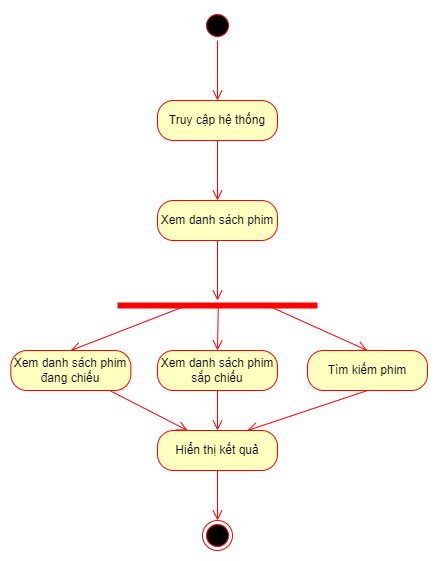 Truy cập hệ thống
Xem danh sách phim
Xem danh sách phim
đang chiếu
Xem danh sách phim
sắp chiếu
Tìm kiếm phim
Hiển thị kết quả